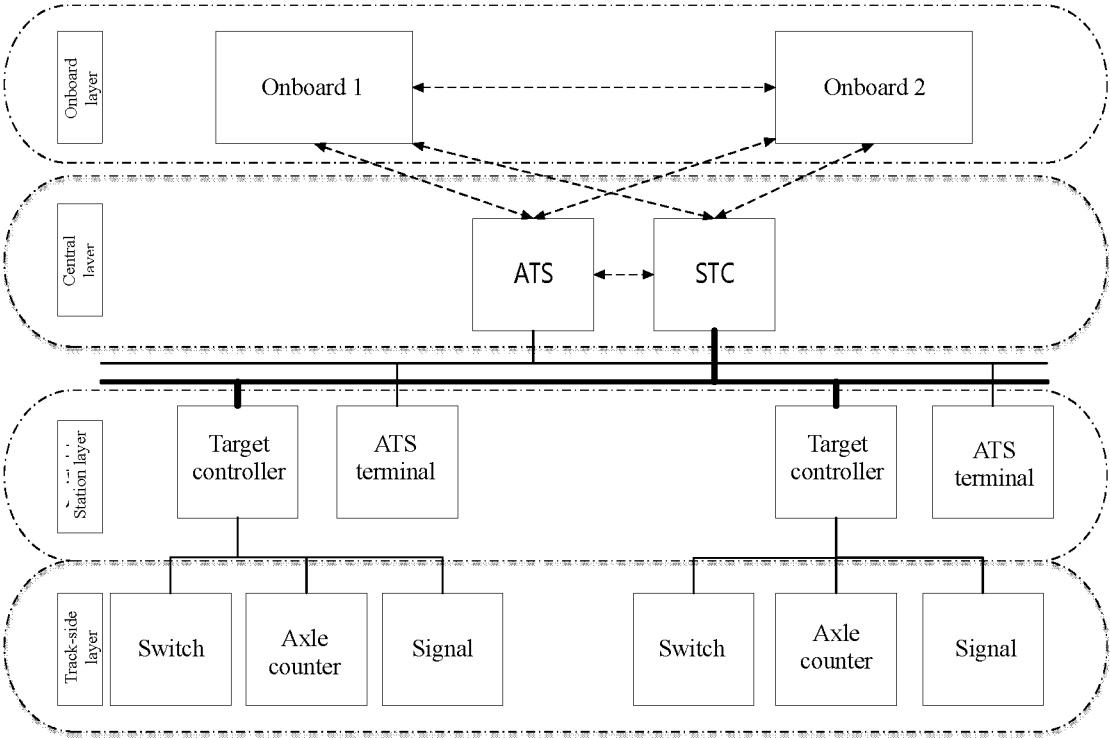 Onboard
layer
Onboard 1
Onboard 2
Central
layer
ATS
STC
Station layer
Target
controller
ATS
terminal
Target
controller
ATS
terminal
Track-side
layer
Switch
Axle
counter
Signal
Switch
Axle
counter
Signal